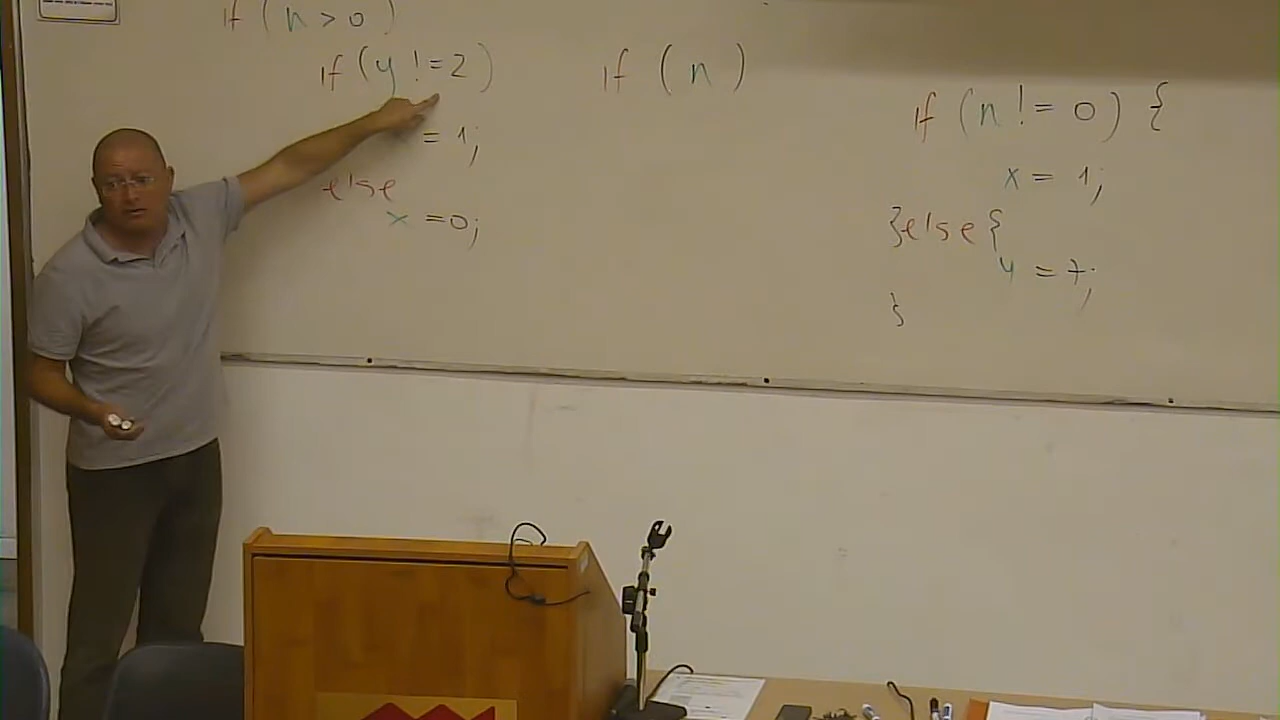 if (n > 0)
if (y != 2)
= 1;
else
x = 0;
if (n)
if (n != 0) {
x = 1;
}else{
y = 7;
}